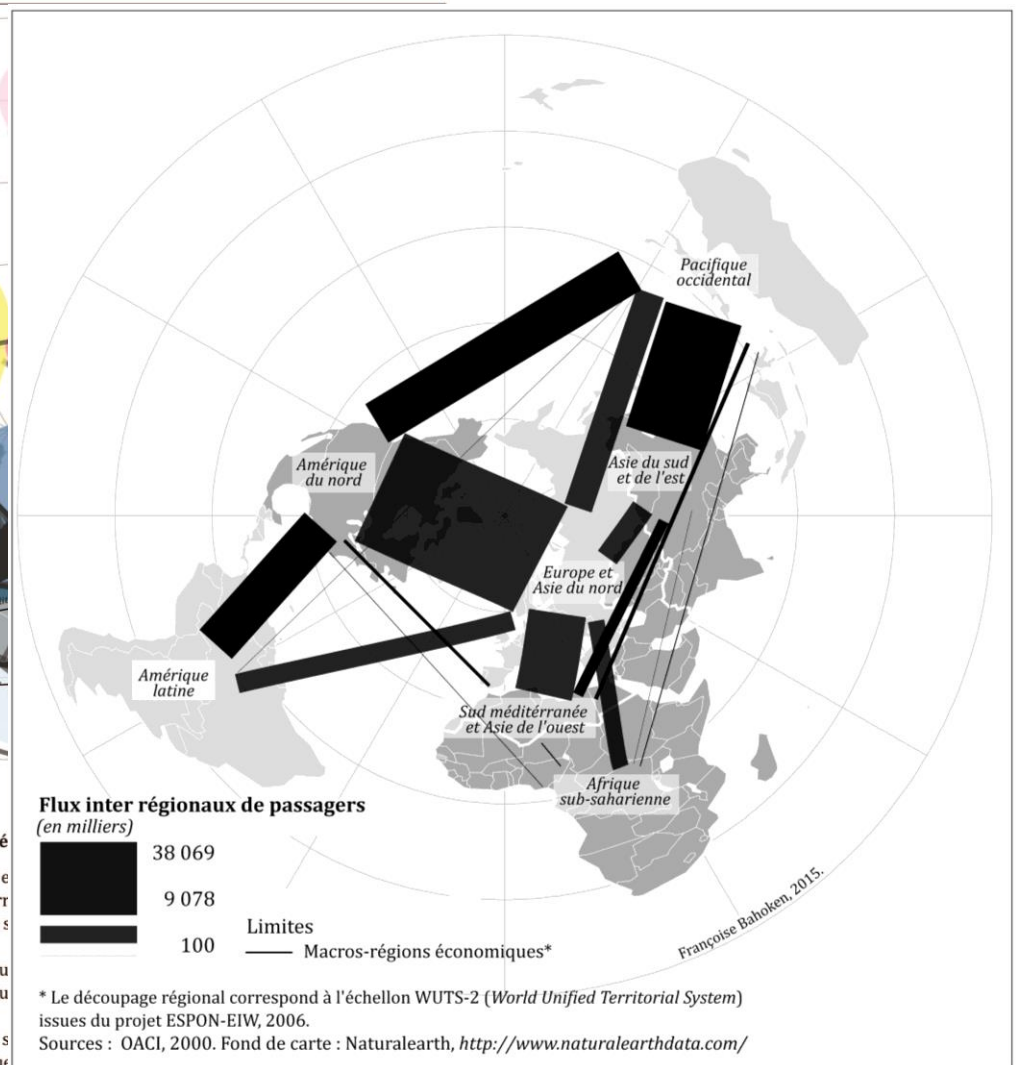 Pacifique
occidental
Amérique
du nord
Asie du sud
et de l'est
Europe et
Asie du nord
Amérique
latine
Sud méditérranée
et Asie de l'ouest
Afrique
sub-saharienne
Flux inter régionaux de passagers
(en milliers)
38 069
9 078
100
Limites
Macros-régions économiques*
Françoise Bahoken, 2015.
* Le découpage régional correspond à l'échellon WUTS-2 (World Unified Territorial System)
issues du projet ESPON-EIW, 2006.
Sources : OACI, 2000. Fond de carte : Naturalearth, http://www.naturalearthdata.com/